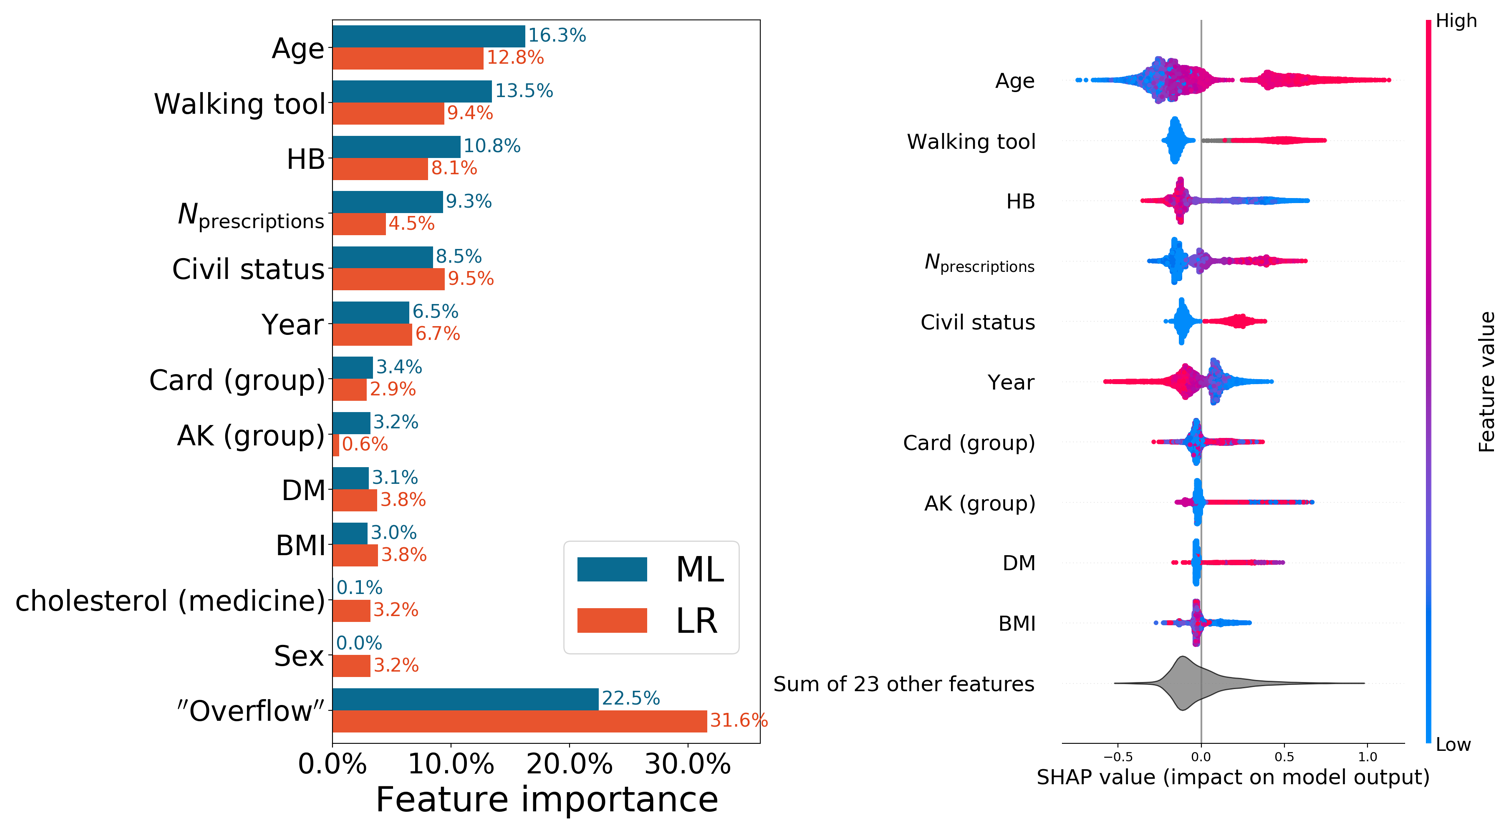 Age
16.3%
12.8%
Walking tool
13.5%
9.4%
HB
10.8%
8.1%
Nprescriptions
9.3%
4.5%
Civil status
8.5%
9.5%
Year
6.5%
6.7%
Card (group)
3.4%
2.9%
AK (group)
3.2%
0.6%
DM
3.1%
3.8%
BMI
3.0%
3.8%
cholesterol (medicine)
0.1%
3.2%
Sex
0.0%
3.2%
"Overflow"
22.5%
31.6%
ML
LR
0.0% 10.0% 20.0% 30.0%
Feature importance
Age
Walking tool
HB
Nprescriptions
Civil status
Year
Card (group)
AK (group)
DM
BMI
Sum of 23 other features
−0.5 0.0 0.5 1.0
SHAP value (impact on model output)
High
Feature value
Low